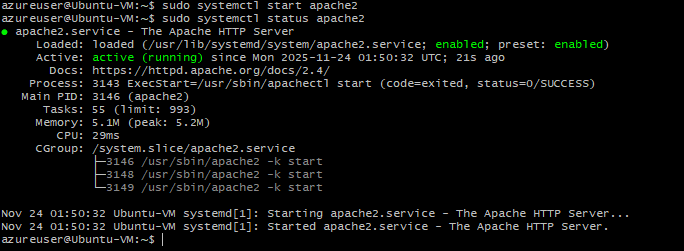 azureuser@Ubuntu-VM:~$ sudo systemctl start apache2
azureuser@Ubuntu-VM:~$ sudo systemctl status apache2
● apache2.service - The Apache HTTP Server
     Loaded: loaded (/usr/lib/systemd/system/apache2.service; enabled; preset: enabled)
     Active: active (running) since Mon 2025-11-24 01:50:32 UTC; 21s ago
       Docs: https://httpd.apache.org/docs/2.4/
    Process: 3143 ExecStart=/usr/sbin/apachectl start (code=exited, status=0/SUCCESS)
   Main PID: 3146 (apache2)
      Tasks: 55 (limit: 993)
     Memory: 5.1M (peak: 5.2M)
        CPU: 29ms
     CGroup: /system.slice/apache2.service
             ├─3146 /usr/sbin/apache2 -k start
             ├─3148 /usr/sbin/apache2 -k start
             └─3149 /usr/sbin/apache2 -k start

Nov 24 01:50:32 Ubuntu-VM systemd[1]: Starting apache2.service - The Apache HTTP Server...
Nov 24 01:50:32 Ubuntu-VM systemd[1]: Started apache2.service - The Apache HTTP Server.
azureuser@Ubuntu-VM:~$